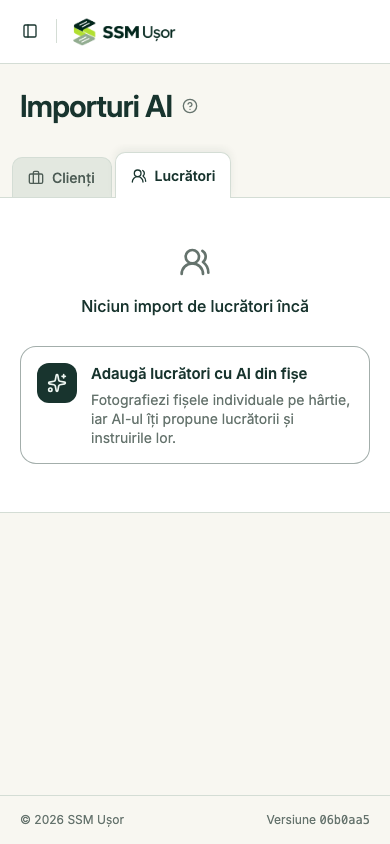 SSM Ușor
Importuri AI
Clienți
Lucrători
Niciun import de lucrători încă
Adaugă lucrători cu AI din fișe
Fotografiezi fișele individuale pe hârtie,
iar AI-ul îți propune lucrătorii și
instruirile lor.
© 2026 SSM Ușor
Versiune 06b0aa5